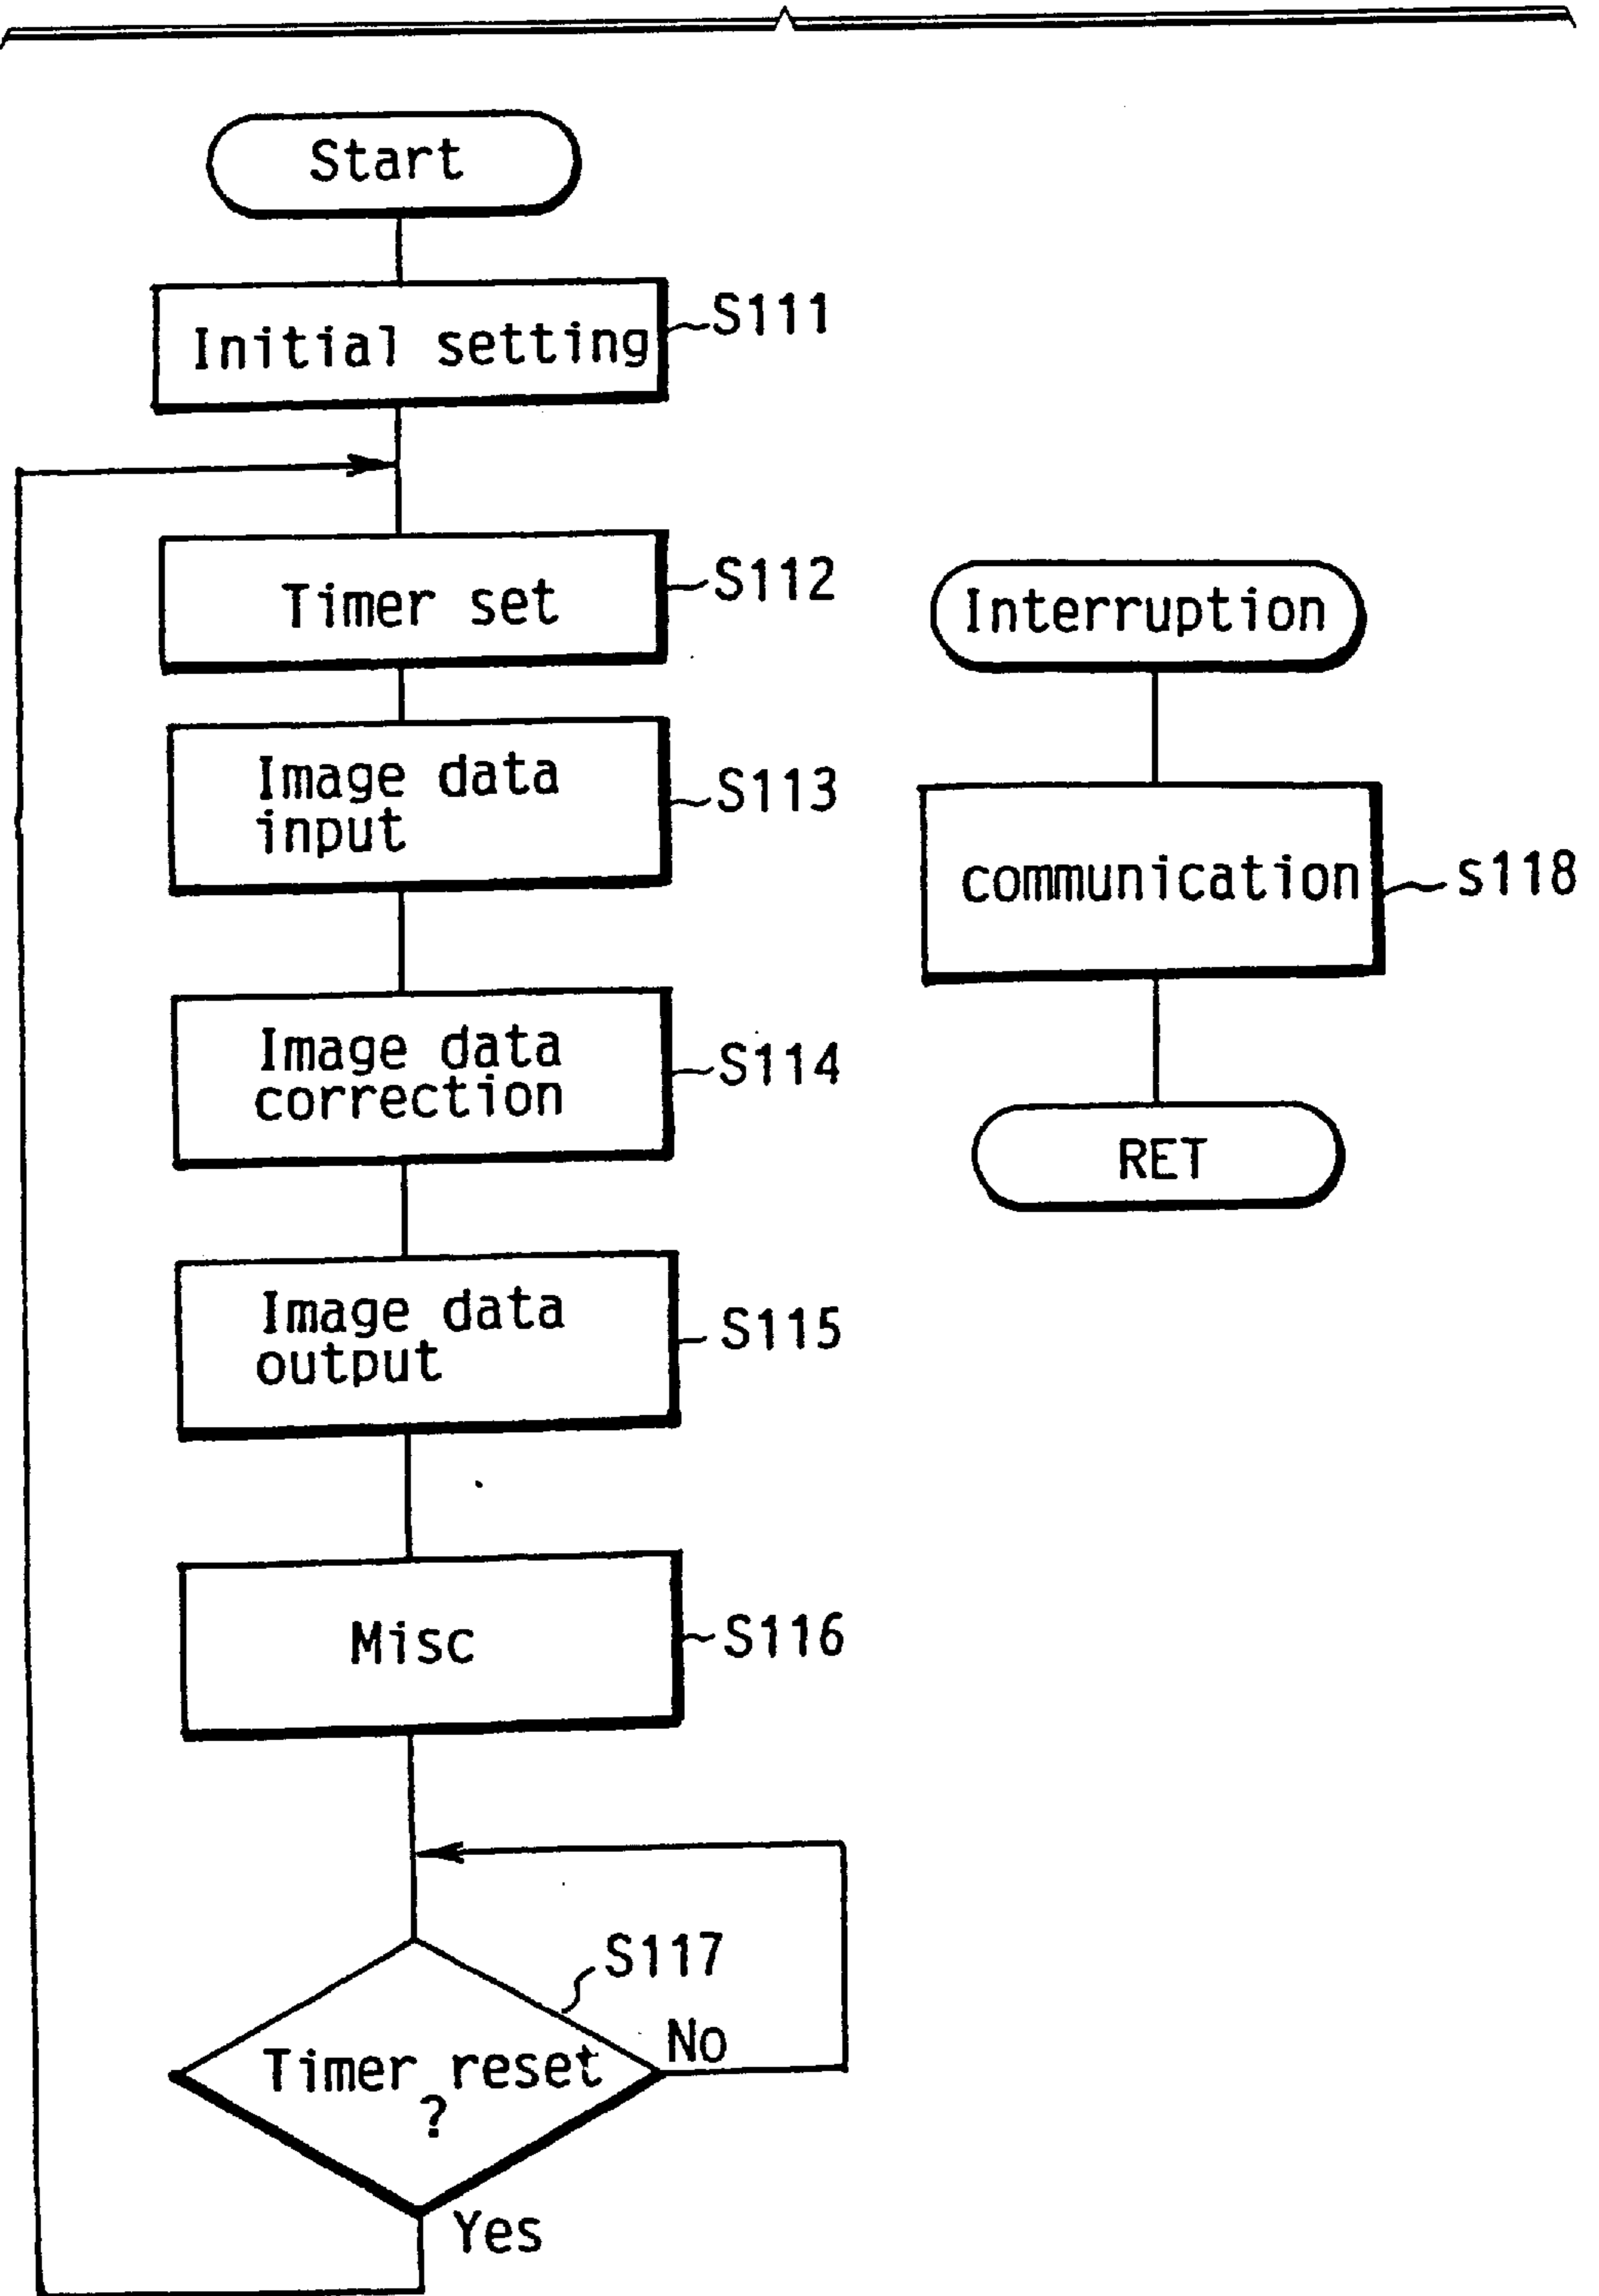 Start
Initial setting
S111
Timer set
S112
Image data
input
S113
Image data
correction
S114
Image data
output
S115
Misc
S116
S117
Timer reset
?
No
Yes
Interruption
communication
s118
RET